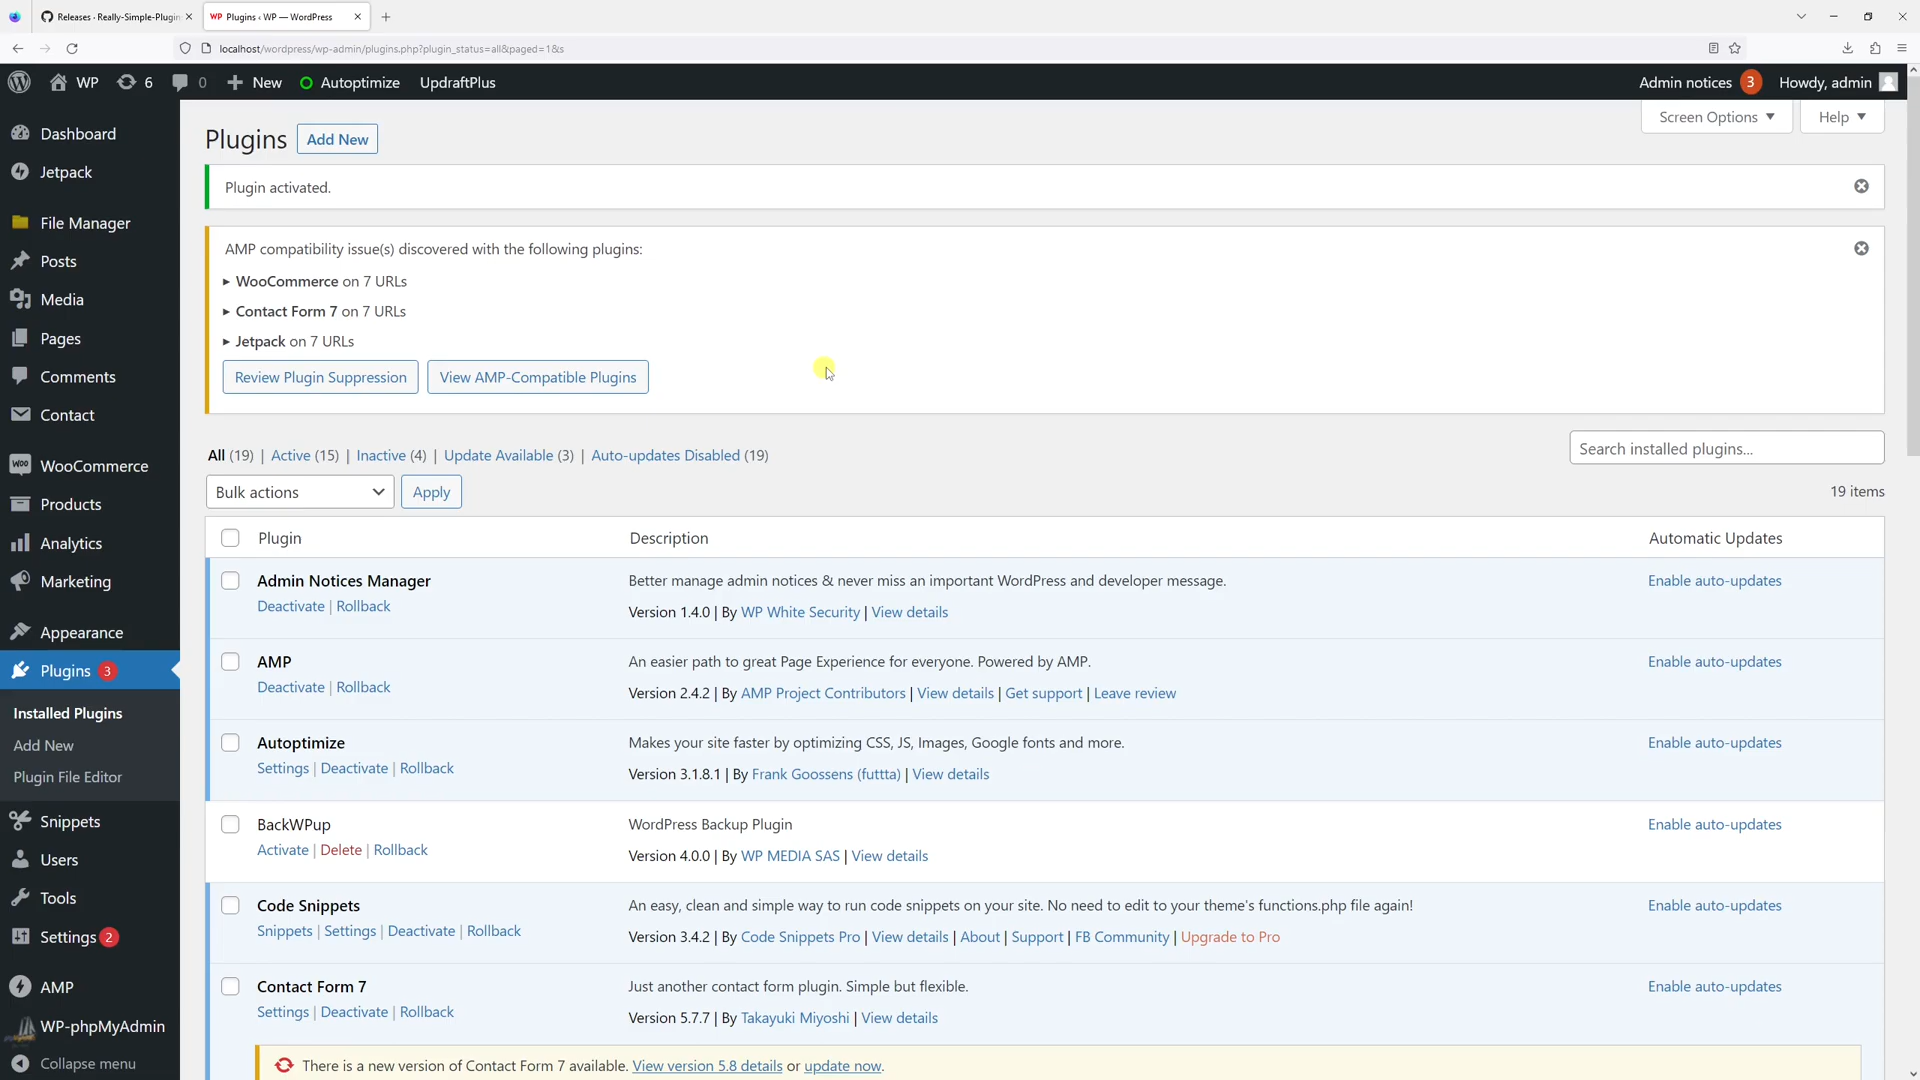 Releases · Really-Simple-Plugin
WP Plugins ‹ WP — WordPress
localhost/wordpress/wp-admin/plugins.php?plugin_status=all&paged=1&s
WP 6 0 New Autoptimize UpdraftPlus Admin notices 3 Howdy, admin
Screen Options Help
Dashboard
Jetpack
File Manager
Posts
Media
Pages
Comments
Contact
WooCommerce
Products
Analytics
Marketing
Appearance
Plugins 3
Installed Plugins
Add New
Plugin File Editor
Snippets
Users
Tools
Settings 2
AMP
WP-phpMyAdmin
Collapse menu
Plugins Add New
Plugin activated.
AMP compatibility issue(s) discovered with the following plugins:
WooCommerce on 7 URLs
Contact Form 7 on 7 URLs
Jetpack on 7 URLs
Review Plugin Suppression View AMP-Compatible Plugins
All (19) | Active (15) | Inactive (4) | Update Available (3) | Auto-updates Disabled (19)
Search installed plugins...
Bulk actions Apply
19 items
Plugin Description Automatic Updates
Admin Notices Manager Better manage admin notices & never miss an important WordPress and developer message. Enable auto-updates
Deactivate | Rollback
Version 1.4.0 | By WP White Security | View details
AMP An easier path to great Page Experience for everyone. Powered by AMP. Enable auto-updates
Deactivate | Rollback
Version 2.4.2 | By AMP Project Contributors | View details | Get support | Leave review
Autoptimize Makes your site faster by optimizing CSS, JS, Images, Google fonts and more. Enable auto-updates
Settings | Deactivate | Rollback
Version 3.1.8.1 | By Frank Goossens (futtta) | View details
BackWPup WordPress Backup Plugin Enable auto-updates
Activate | Delete | Rollback
Version 4.0.0 | By WP MEDIA SAS | View details
Code Snippets An easy, clean and simple way to run code snippets on your site. No need to edit to your theme's functions.php file again! Enable auto-updates
Snippets | Settings | Deactivate | Rollback
Version 3.4.2 | By Code Snippets Pro | View details | About | Support | FB Community | Upgrade to Pro
Contact Form 7 Just another contact form plugin. Simple but flexible. Enable auto-updates
Settings | Deactivate | Rollback
Version 5.7.7 | By Takayuki Miyoshi | View details
There is a new version of Contact Form 7 available. View version 5.8 details or update now.